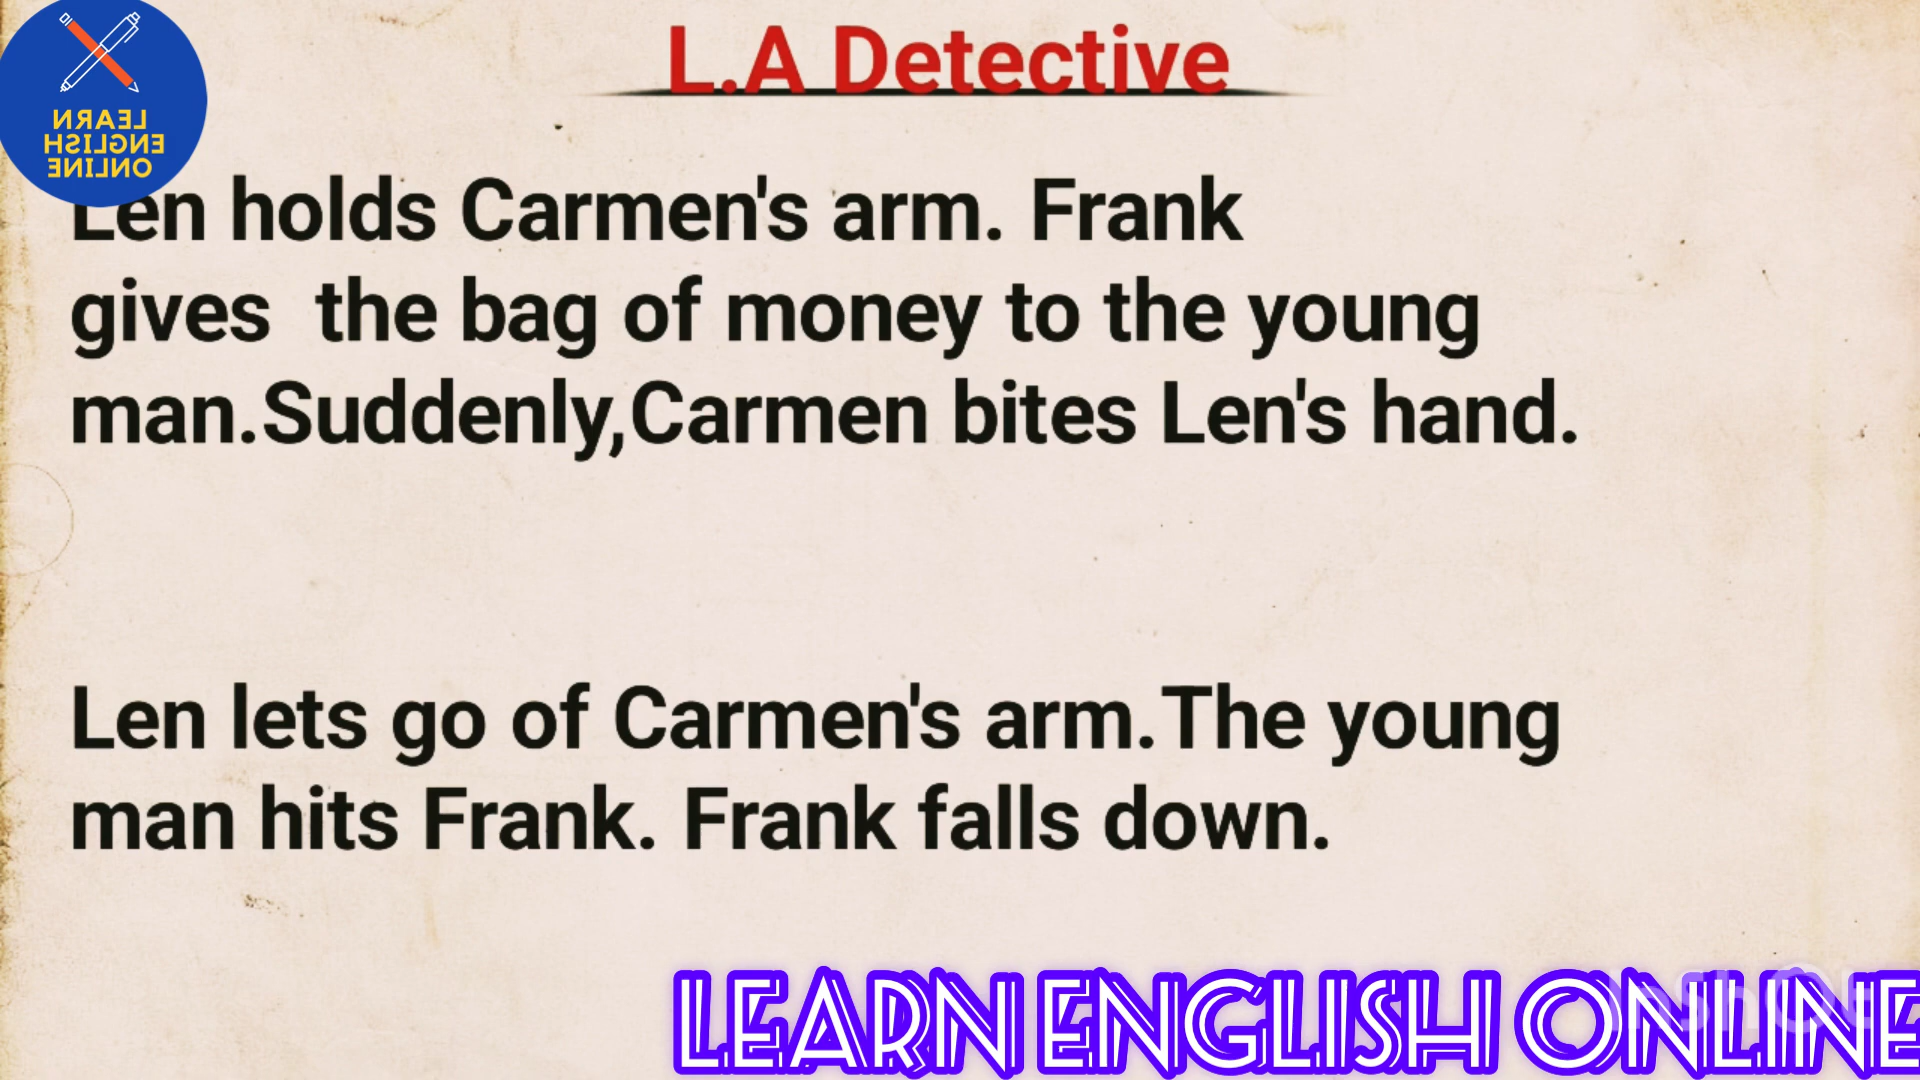 L.A Detective
LEARN
ENGLISH
ONLINE
Len holds Carmen's arm. Frank
gives  the bag of money to the young
man.Suddenly,Carmen bites Len's hand.
Len lets go of Carmen's arm.The young
man hits Frank. Frank falls down.
LEARN ENGLISH ONLINE
InShOt